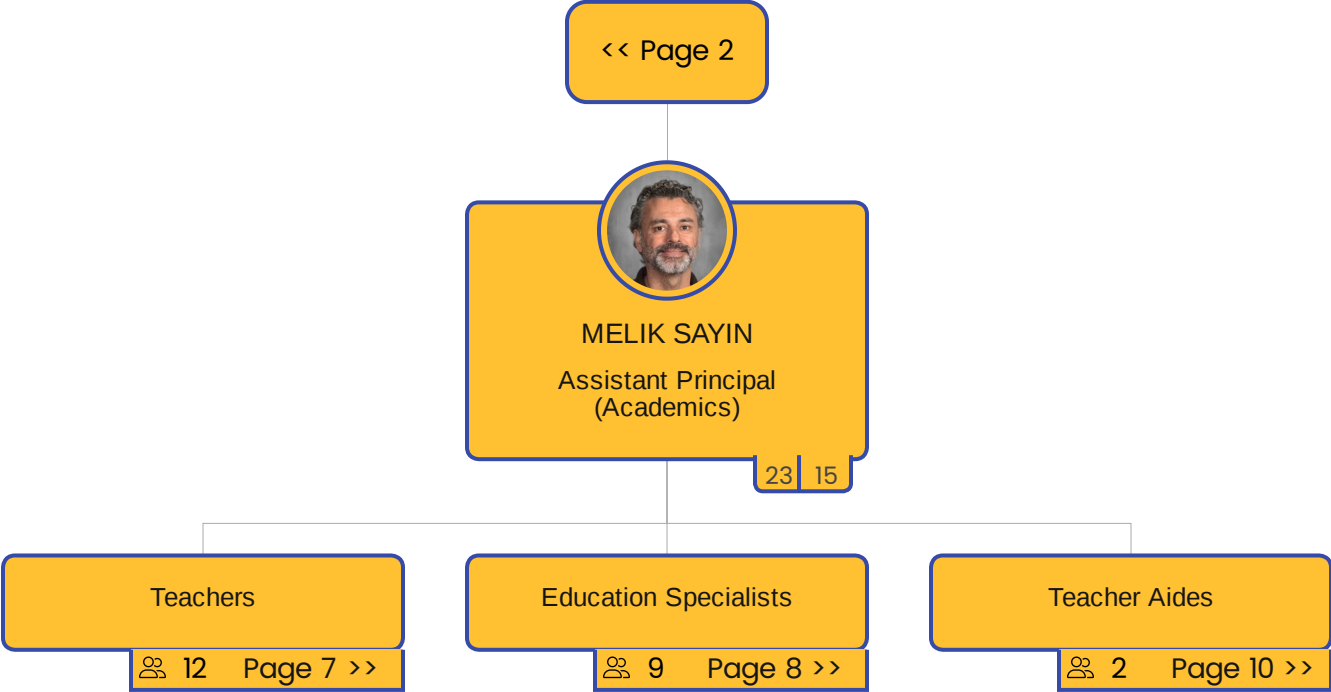 << Page 2
MELIK SAYIN
Assistant Principal
(Academics)
23 15
Teachers
12 Page 7 >>
Education Specialists
9 Page 8 >>
Teacher Aides
2 Page 10 >>